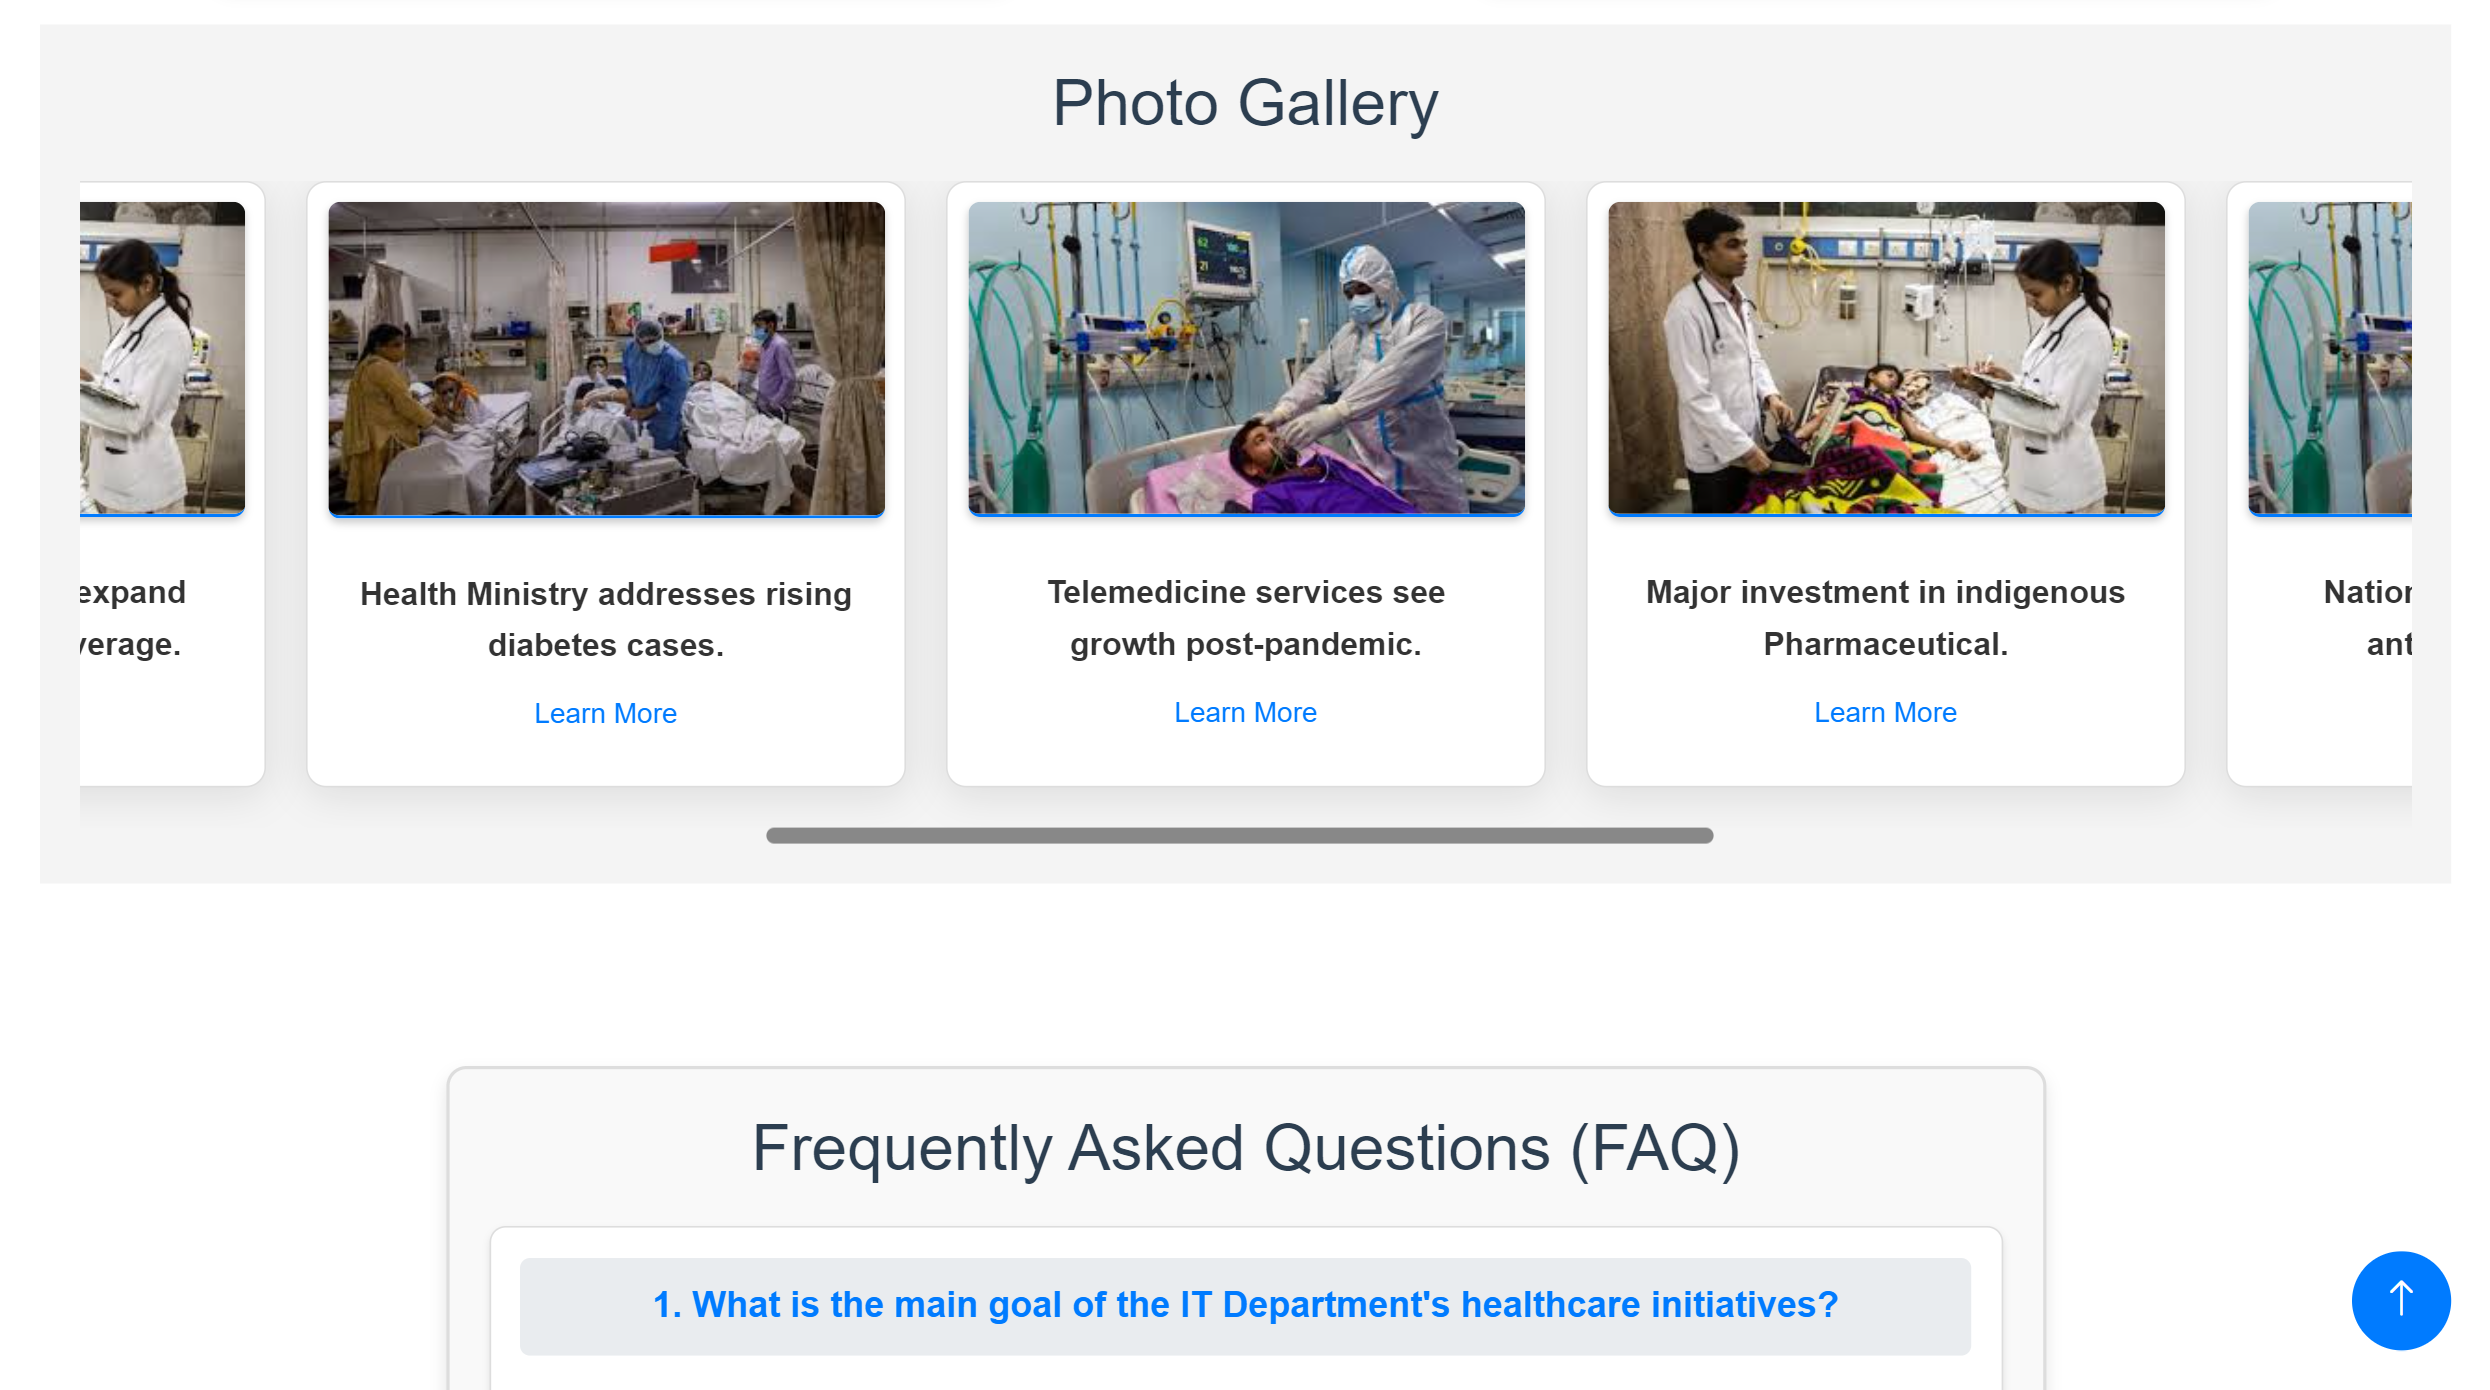 Photo Gallery
expand
verage.
Health Ministry addresses rising
diabetes cases.
Learn More
Telemedicine services see
growth post-pandemic.
Learn More
Major investment in indigenous
Pharmaceutical.
Learn More
Nation
ant
Frequently Asked Questions (FAQ)
1. What is the main goal of the IT Department's healthcare initiatives?